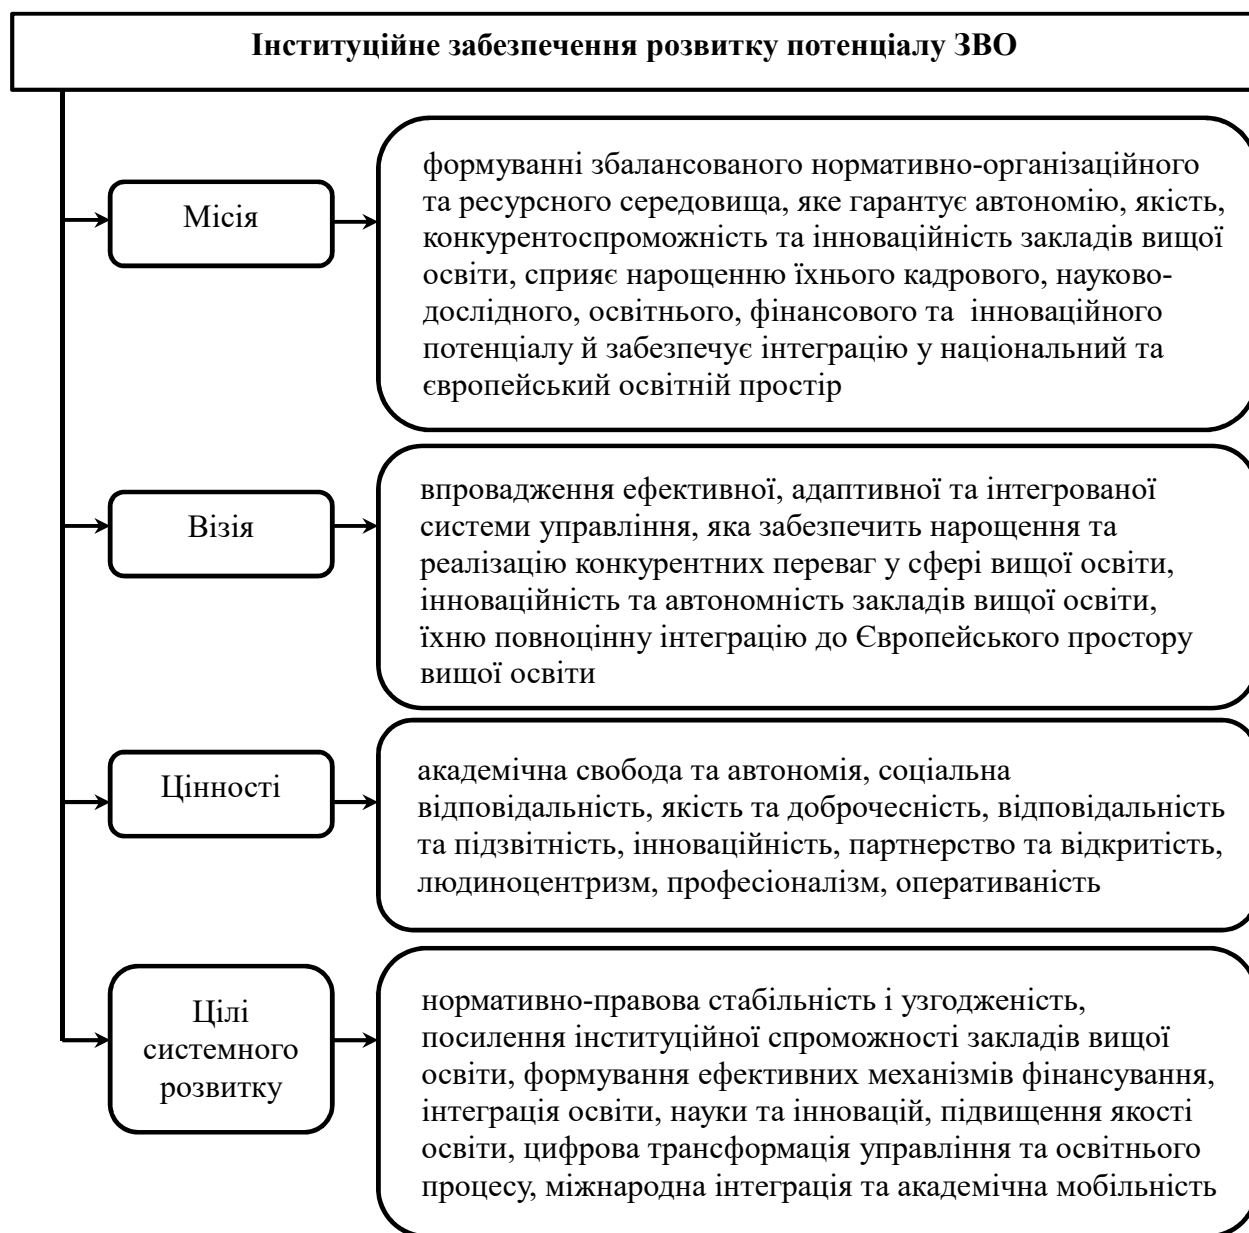 Інституційне забезпечення розвитку потенціалу ЗВО
Місія
формуванні збалансованого нормативно-організаційного
та ресурсного середовища, яке гарантує автономію, якість,
конкурентоспроможність та інноваційність закладів вищої
освіти, сприяє нарощенню їхнього кадрового, науково-
дослідного, освітнього, фінансового та інноваційного
потенціалу й забезпечує інтеграцію у національний та
європейський освітній простір
Візія
впровадження ефективної, адаптивної та інтегрованої
системи управління, яка забезпечить нарощення та
реалізацію конкурентних переваг у сфері вищої освіти,
інноваційність та автономність закладів вищої освіти,
їхню повноцінну інтеграцію до Європейського простору
вищої освіти
Цінності
академічна свобода та автономія, соціальна
відповідальність, якість та доброчесність, відповідальність
та підзвітність, інноваційність, партнерство та відкритість,
людиноцентризм, професіоналізм, оперативаність
Цілі
системного
розвитку
нормативно-правова стабільність і узгодженість,
посилення інституційної спроможності закладів вищої
освіти, формування ефективних механізмів фінансування,
інтеграція освіти, науки та інновацій, підвищення якості
освіти, цифрова трансформація управління та освітнього
процесу, міжнародна інтеграція та академічна мобільність